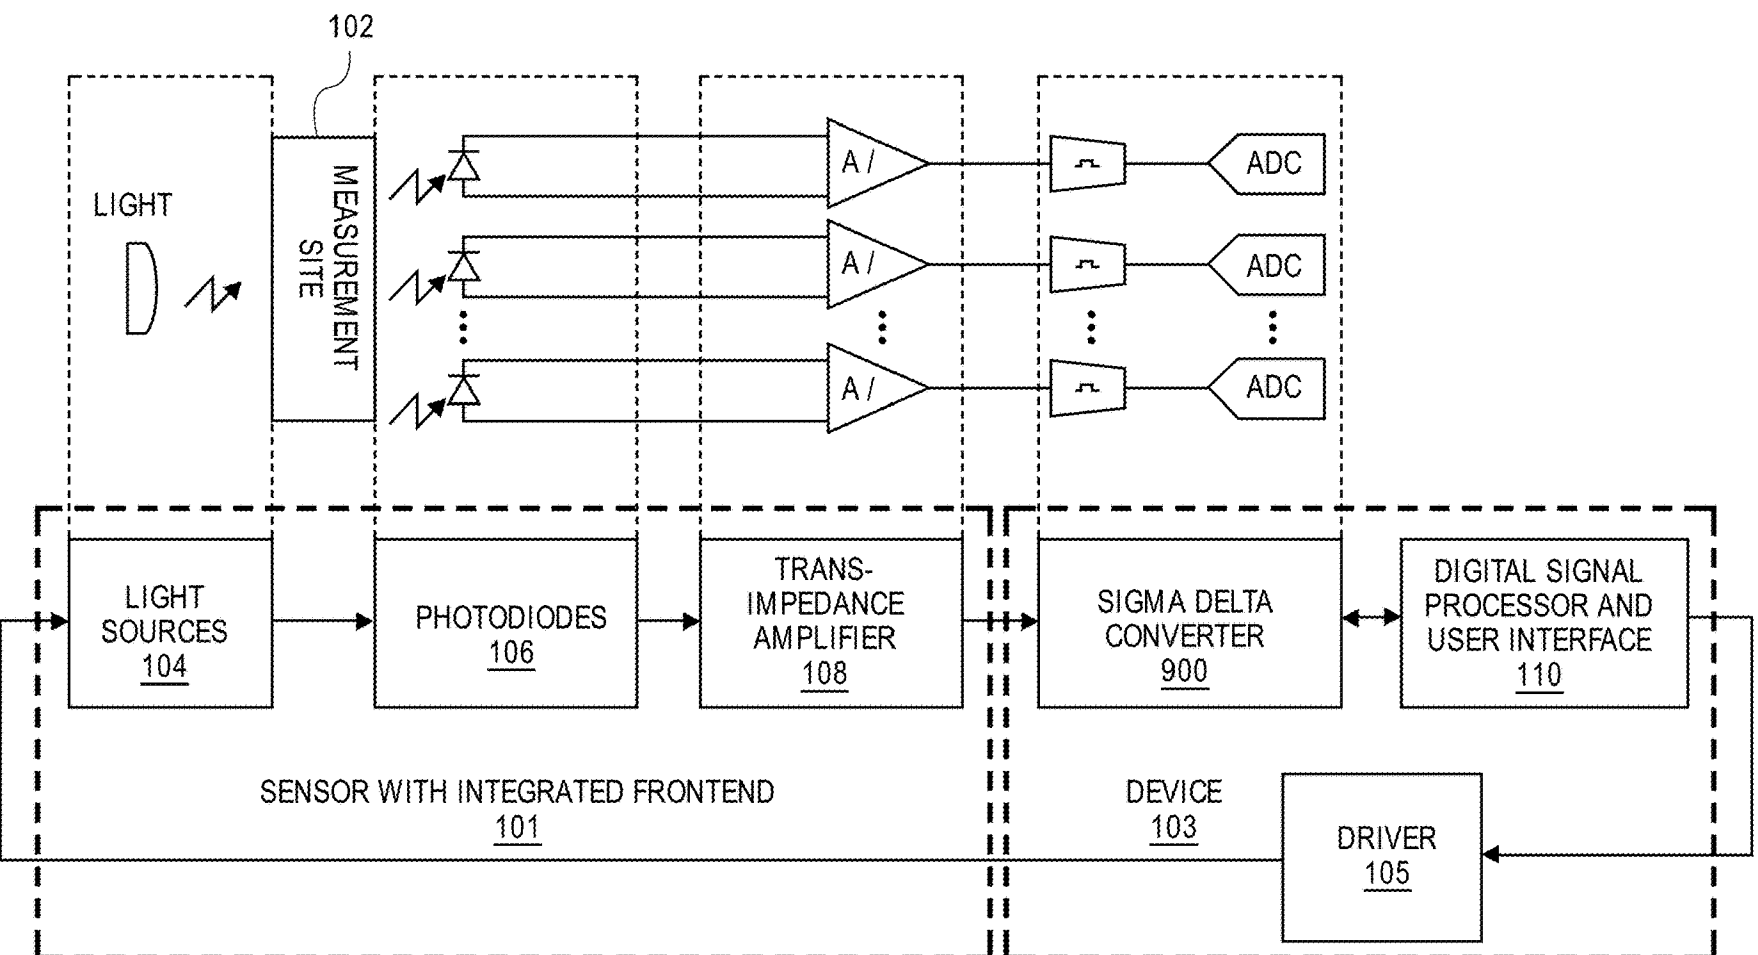 102
LIGHT
MEASUREMENT
SITE
A /
ADC
A /
ADC
A /
ADC
LIGHT
SOURCES
104
PHOTODIODES
106
TRANS-
IMPEDANCE
AMPLIFIER
108
SIGMA DELTA
CONVERTER
900
DIGITAL SIGNAL
PROCESSOR AND
USER INTERFACE
110
SENSOR WITH INTEGRATED FRONTEND
101
DEVICE
103
DRIVER
105